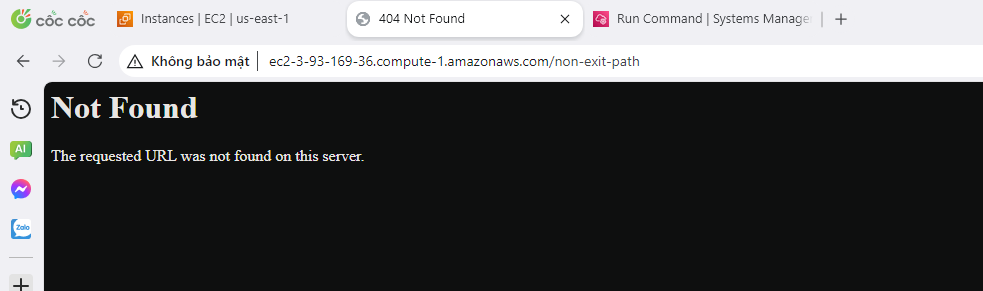 cốc cốc
Instances | EC2 | us-east-1
404 Not Found
Run Command | Systems Manage
Không bảo mật
ec2-3-93-169-36.compute-1.amazonaws.com/non-exit-path
Not Found
The requested URL was not found on this server.
AI
Zalo